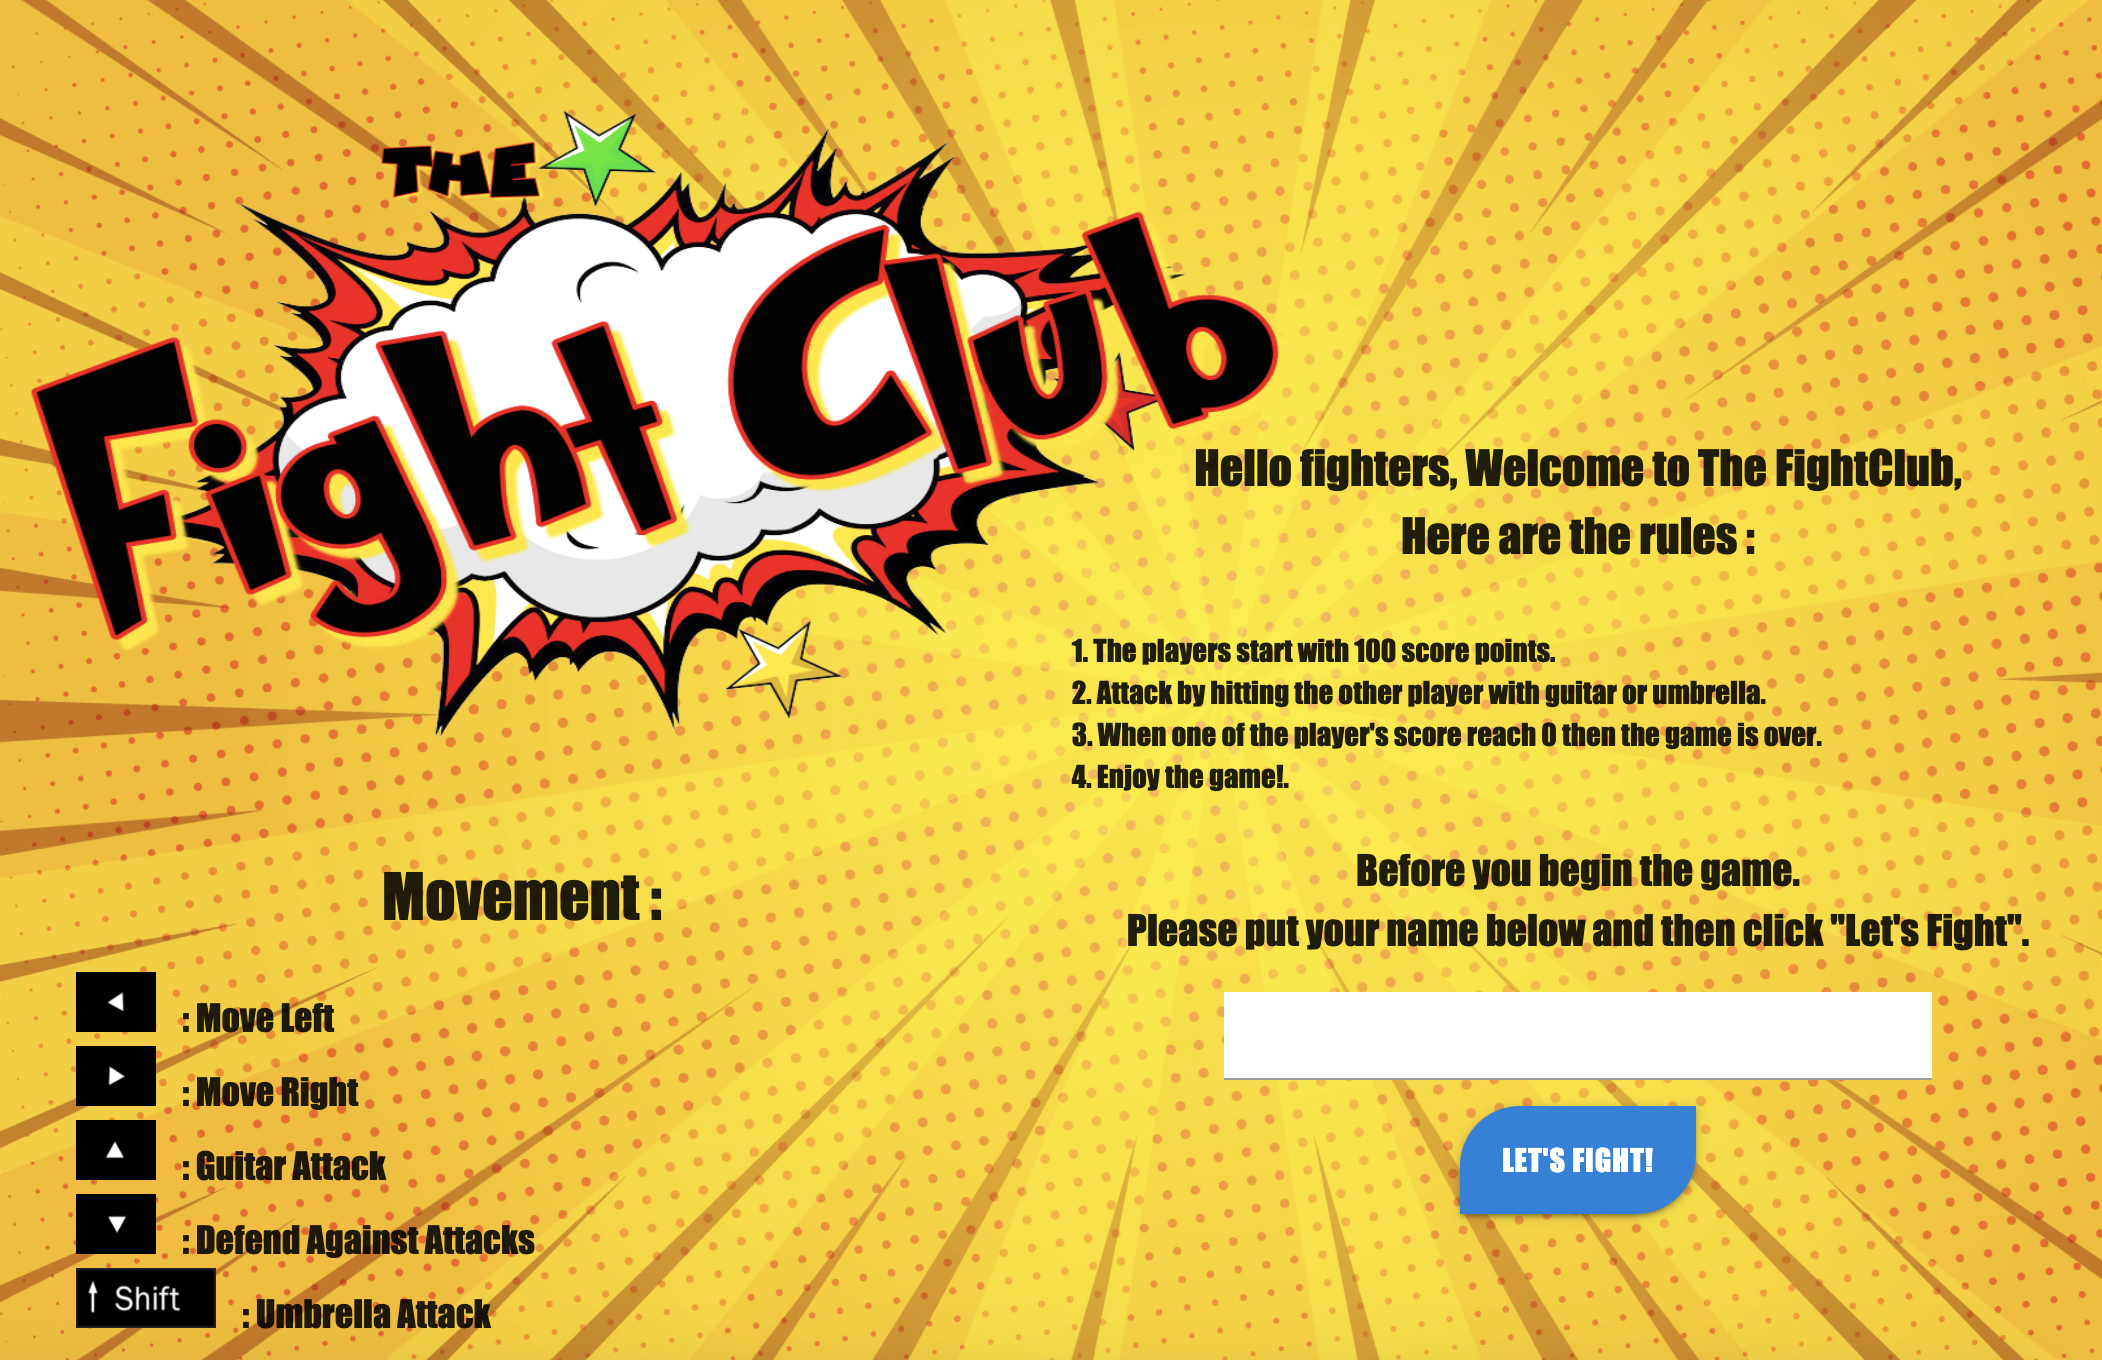 THE
Fight Club
Hello fighters, Welcome to The FightClub,
Here are the rules :
1. The players start with 100 score points.
2. Attack by hitting the other player with guitar or umbrella.
3. When one of the player's score reach 0 then the game is over.
4. Enjoy the game!.
Movement :
: Move Left
: Move Right
: Guitar Attack
: Defend Against Attacks
Shift : Umbrella Attack
Before you begin the game.
Please put your name below and then click "Let's Fight".
LET'S FIGHT!